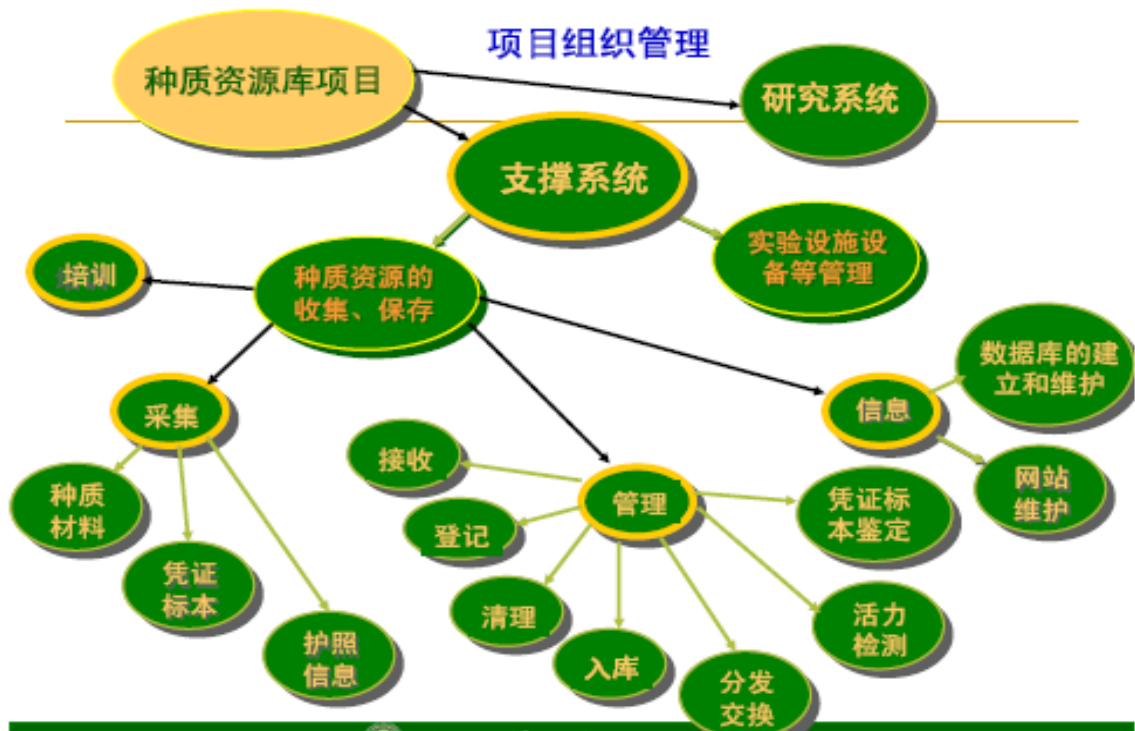 项目组织管理
种质资源库项目
研究系统
支撑系统
实验设施设
备等管理
培训
种质资源的
收集、保存
数据库的建
立和维护
采集
信息
接收
管理
网站
维护
种质
材料
登记
凭证标
本鉴定
凭证
标本
清理
活力
检测
护照
信息
入库
分发
交换